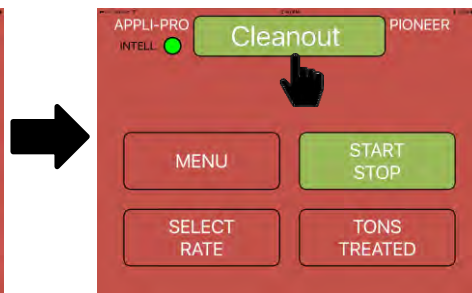 APPLI-PRO
Cleanout
PIONEER
INTELL.
MENU
START
STOP
SELECT
RATE
TONS
TREATED